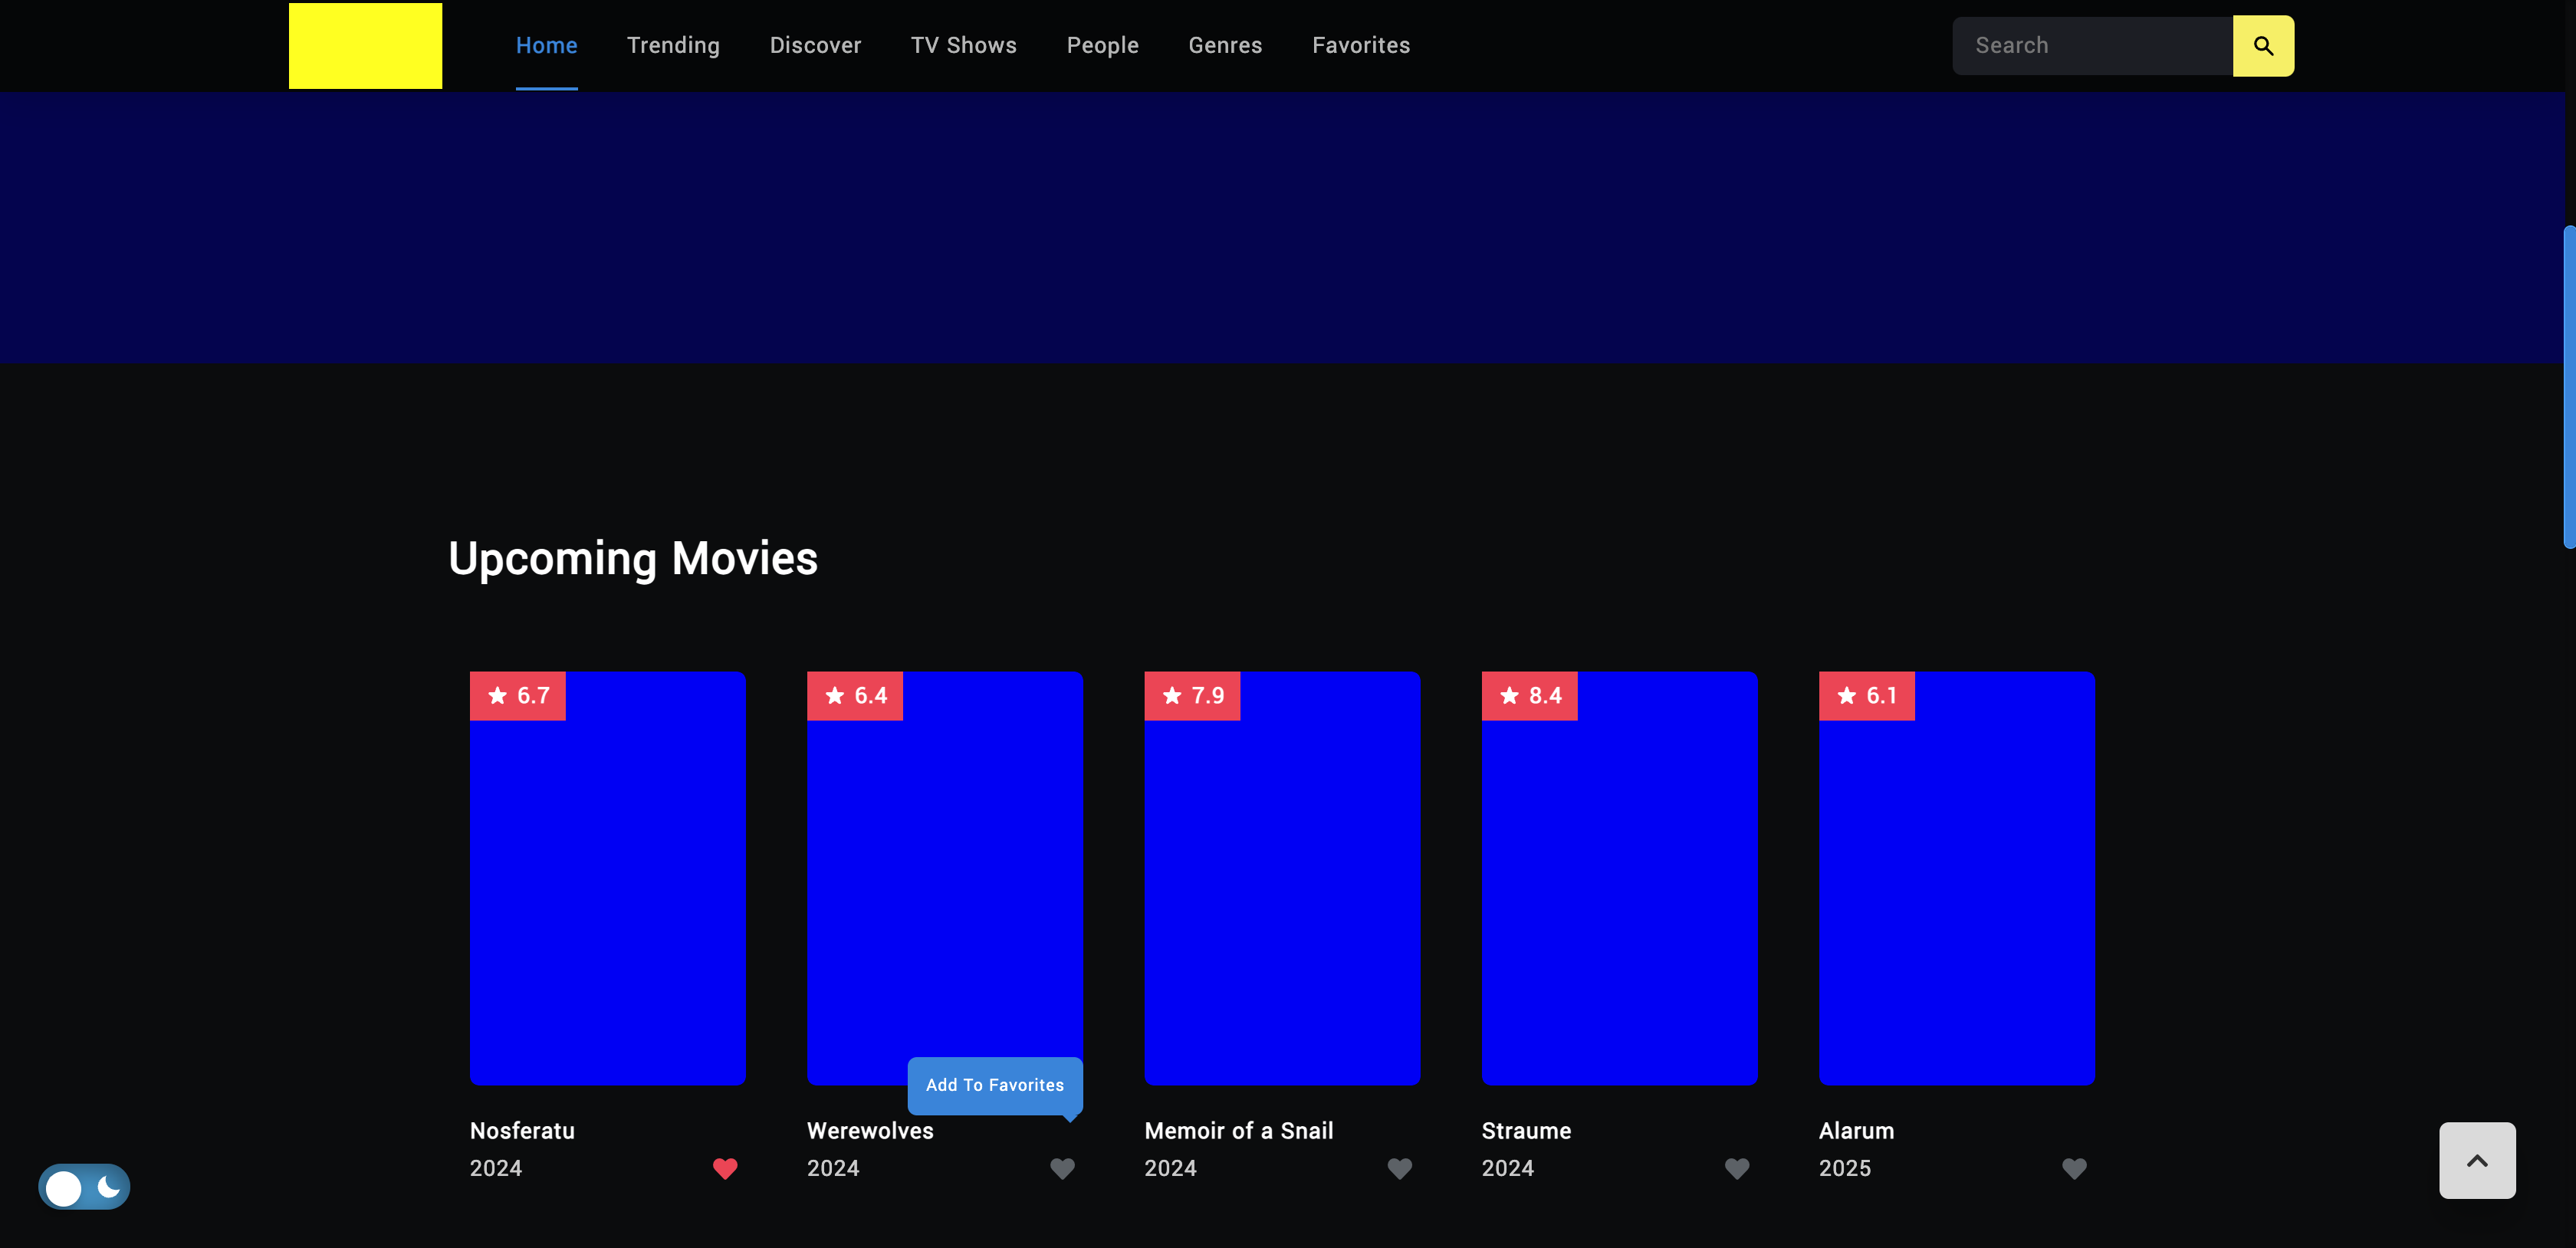 Home Trending Discover TV Shows People Genres Favorites Search
Upcoming Movies
6.7 6.4 7.9 8.4 6.1
Add To Favorites
Nosferatu Werewolves Memoir of a Snail Straume Alarum
2024 2024 2024 2024 2025